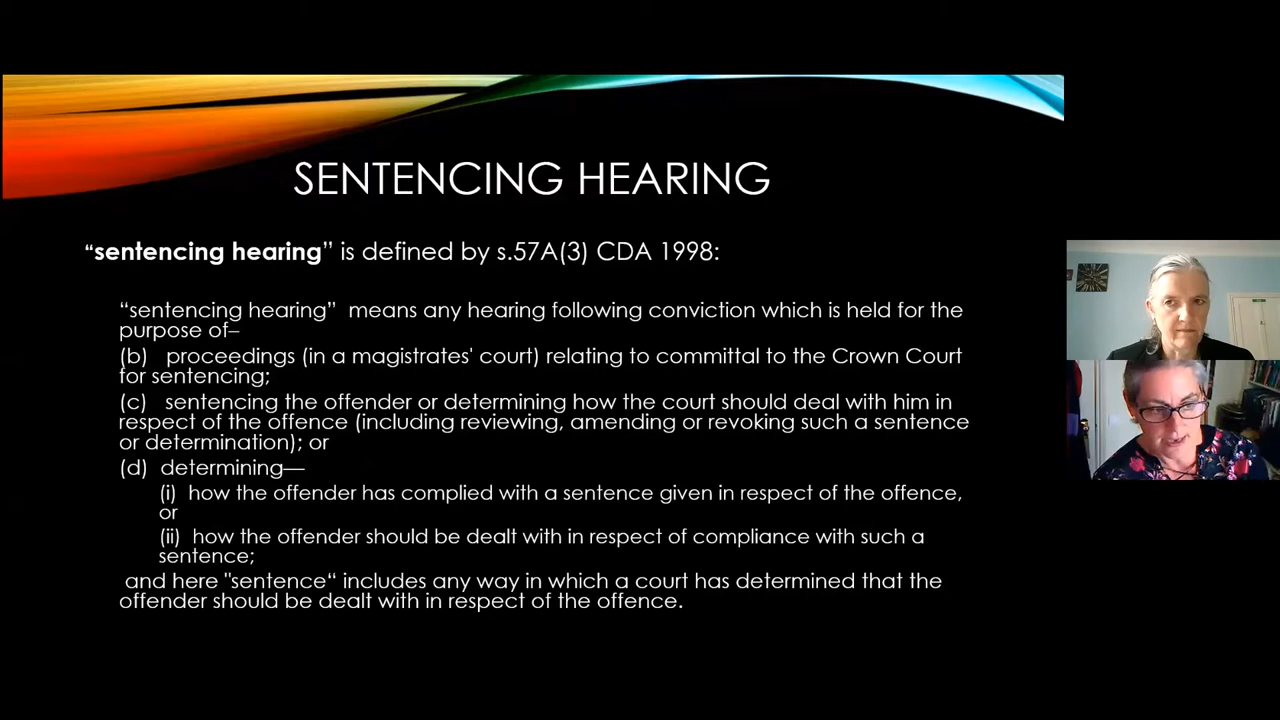 SENTENCING HEARING
“sentencing hearing” is defined by s.57A(3) CDA 1998:
“sentencing hearing”  means any hearing following conviction which is held for the
purpose of–
(b)   proceedings (in a magistrates' court) relating to committal to the Crown Court
for sentencing;
(c)   sentencing the offender or determining how the court should deal with him in
respect of the offence (including reviewing, amending or revoking such a sentence
or determination); or
(d)  determining—
(i)  how the offender has complied with a sentence given in respect of the offence,
or
(ii)  how the offender should be dealt with in respect of compliance with such a
sentence;
and here "sentence“ includes any way in which a court has determined that the
offender should be dealt with in respect of the offence.